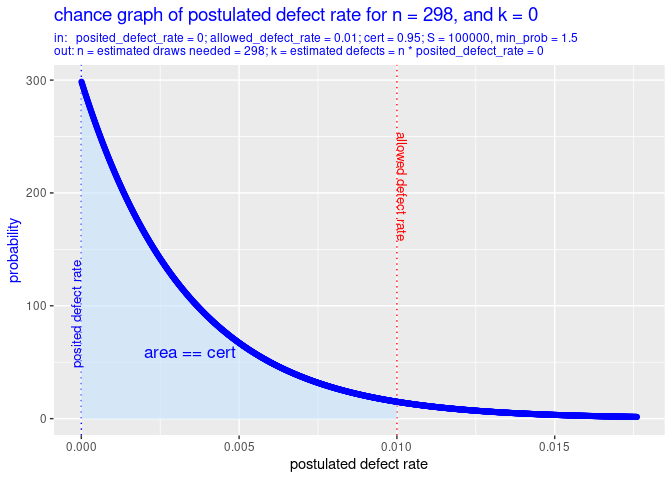 chance graph of postulated defect rate for n = 298, and k = 0
in:   posited_defect_rate = 0; allowed_defect_rate = 0.01; cert = 0.95; S = 100000, min_prob = 1.5
out: n = estimated draws needed = 298; k = estimated defects = n * posited_defect_rate = 0
300
200
100
0
probability
posited defect rate
area == cert
allowed defect rate
0.000
0.005
0.010
0.015
postulated defect rate